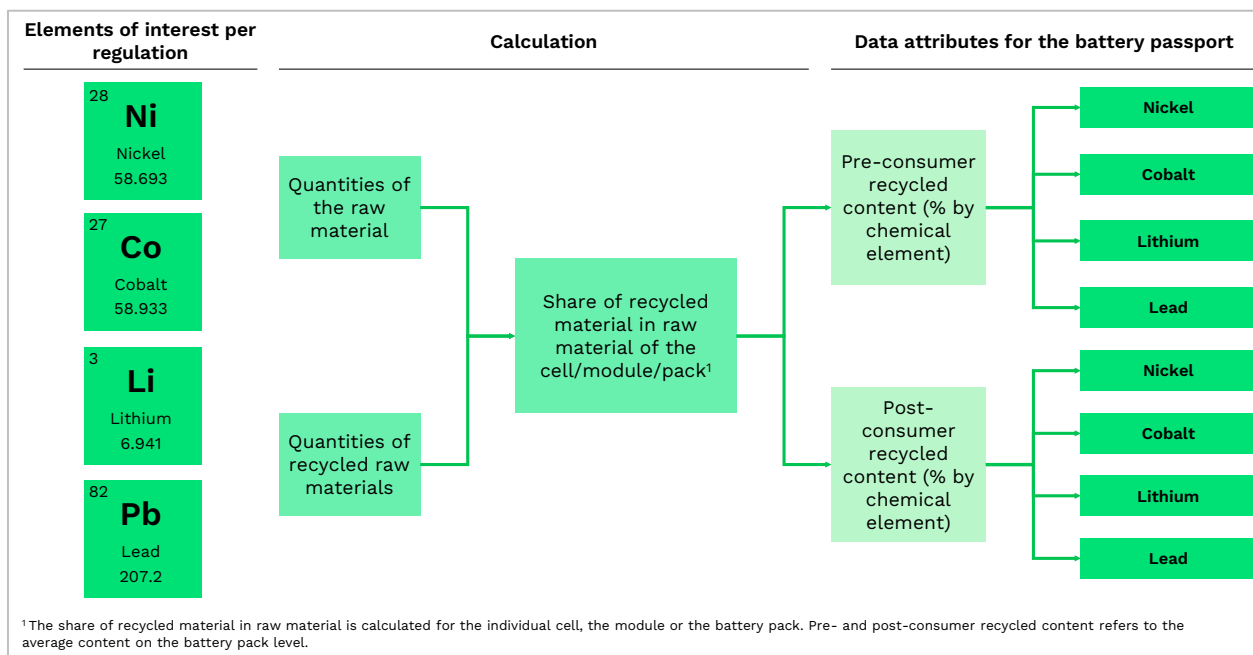 Elements of interest per
regulation
Calculation
Data attributes for the battery passport
28
Ni
Nickel
58.693
27
Co
Cobalt
58.933
3
Li
Lithium
6.941
82
Pb
Lead
207.2
Quantities of
the raw
material
Quantities of
recycled raw
materials
Share of recycled
material in raw
material of the
cell/module/pack¹
Pre-consumer
recycled
content (% by
chemical
element)
Nickel
Cobalt
Lithium
Lead
Post-
consumer
recycled
content (% by
chemical
element)
Nickel
Cobalt
Lithium
Lead
¹ The share of recycled material in raw material is calculated for the individual cell, the module or the battery pack. Pre- and post-consumer recycled content refers to the
average content on the battery pack level.